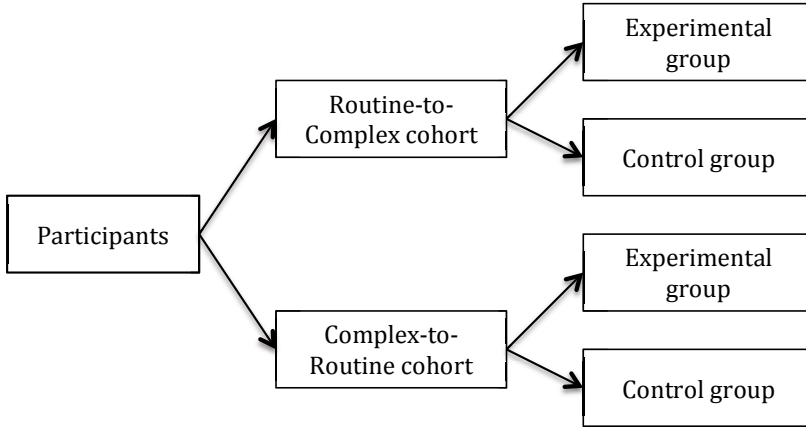 Participants
Routine-to-
Complex cohort
Experimental
group
Control group
Complex-to-
Routine cohort
Experimental
group
Control group